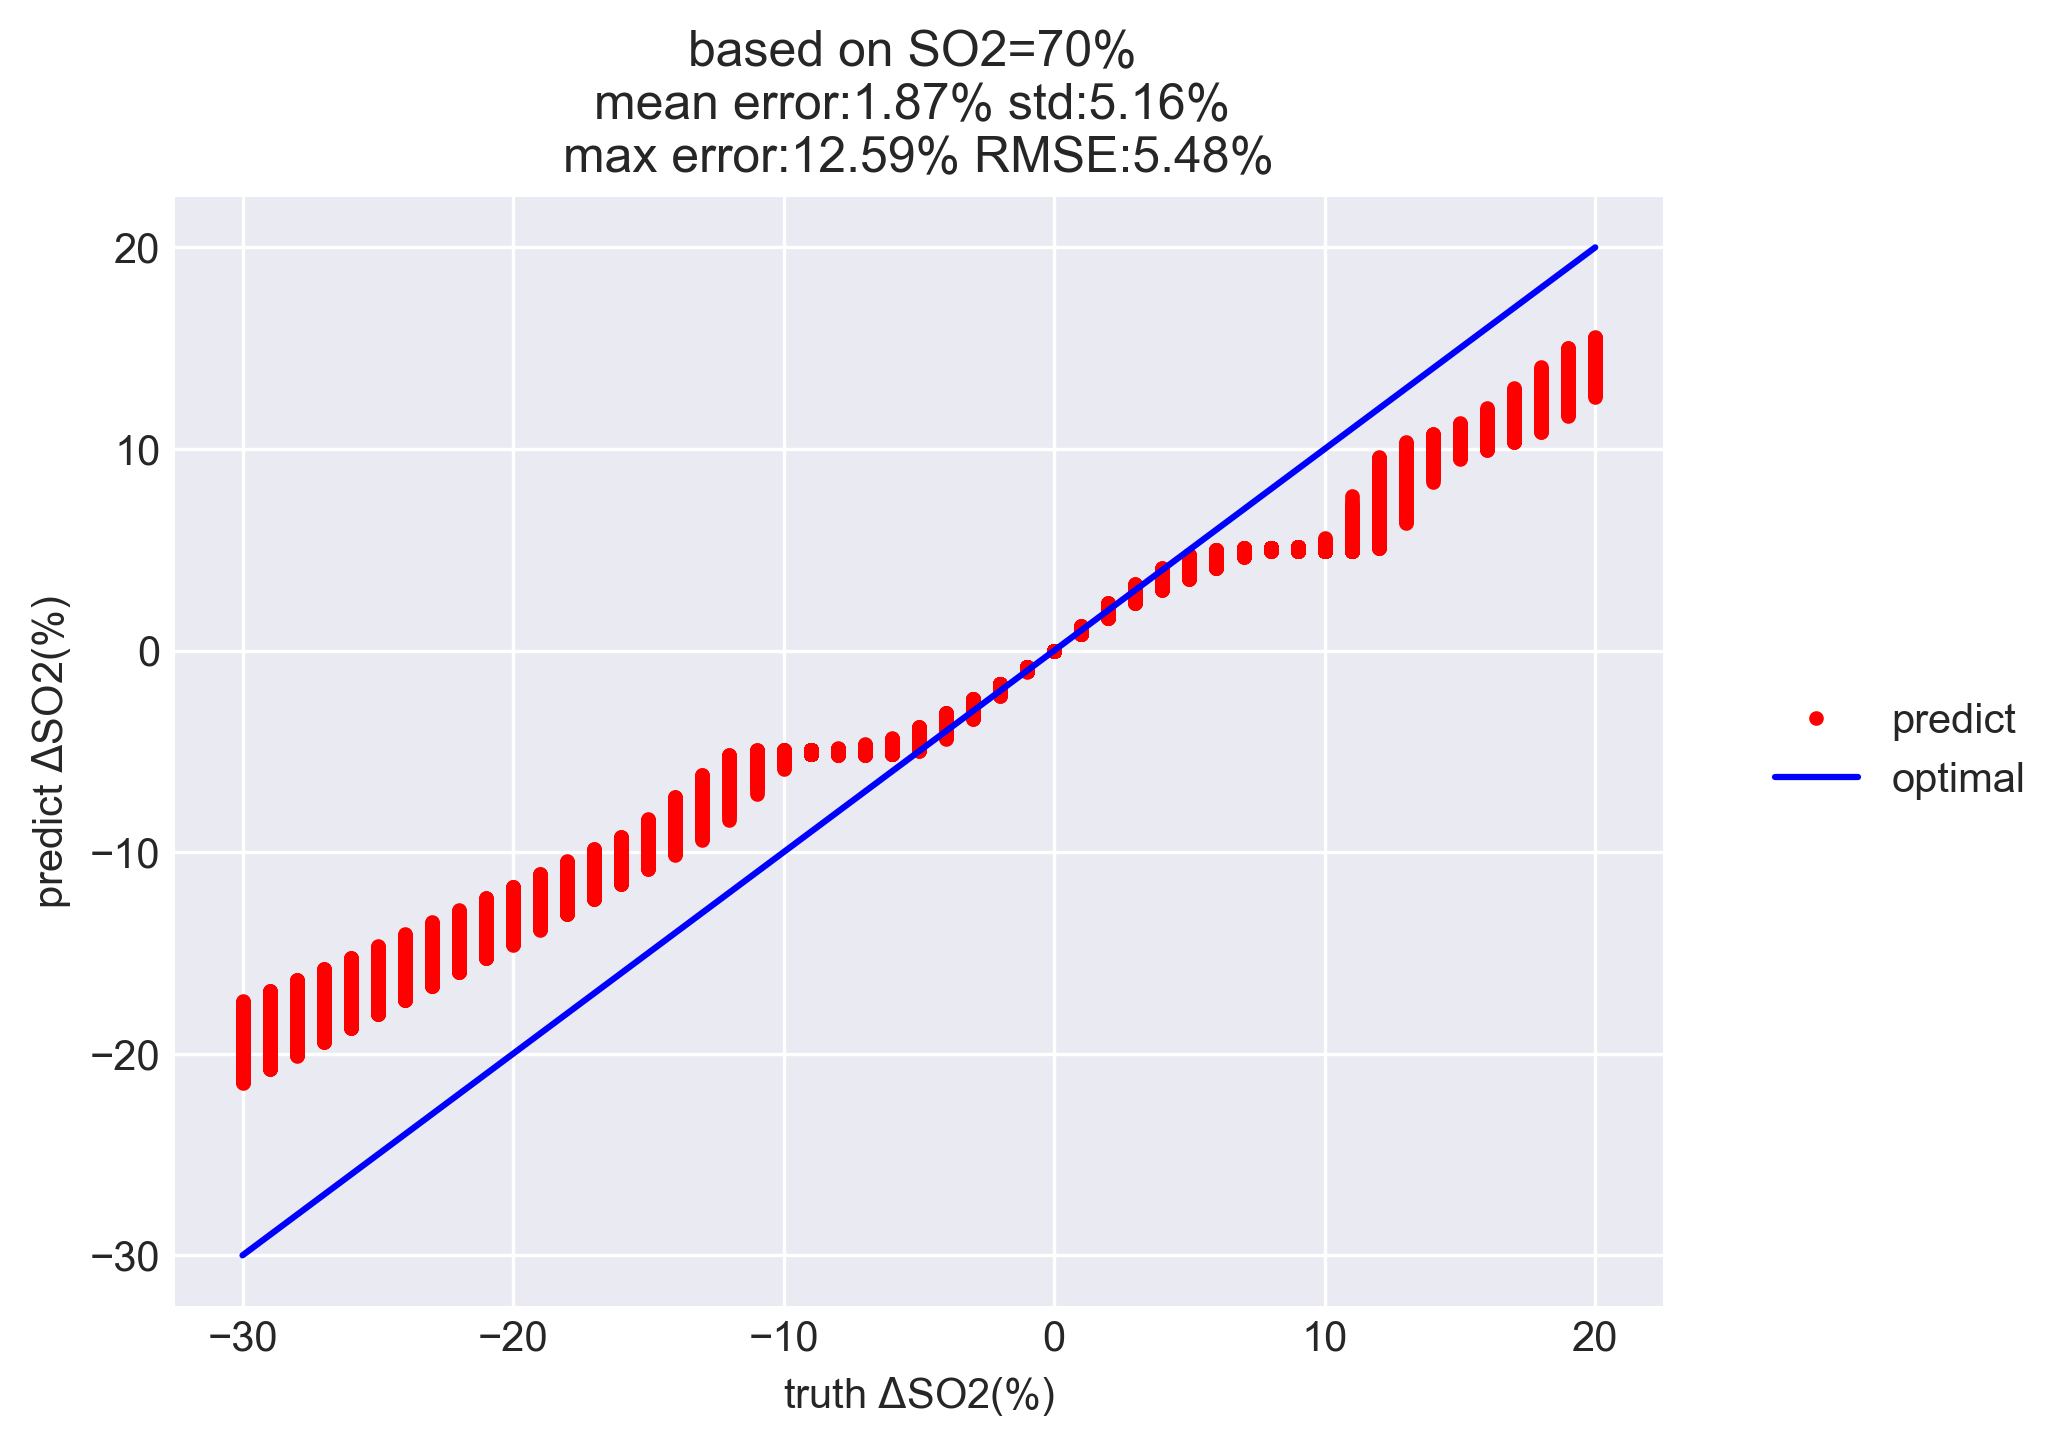 based on SO2=70%
mean error:1.87% std:5.16%
max error:12.59% RMSE:5.48%
20
10
0
−10
−20
−30
predict ΔSO2(%)
−30 −20 −10 0 10 20
truth ΔSO2(%)
predict
optimal